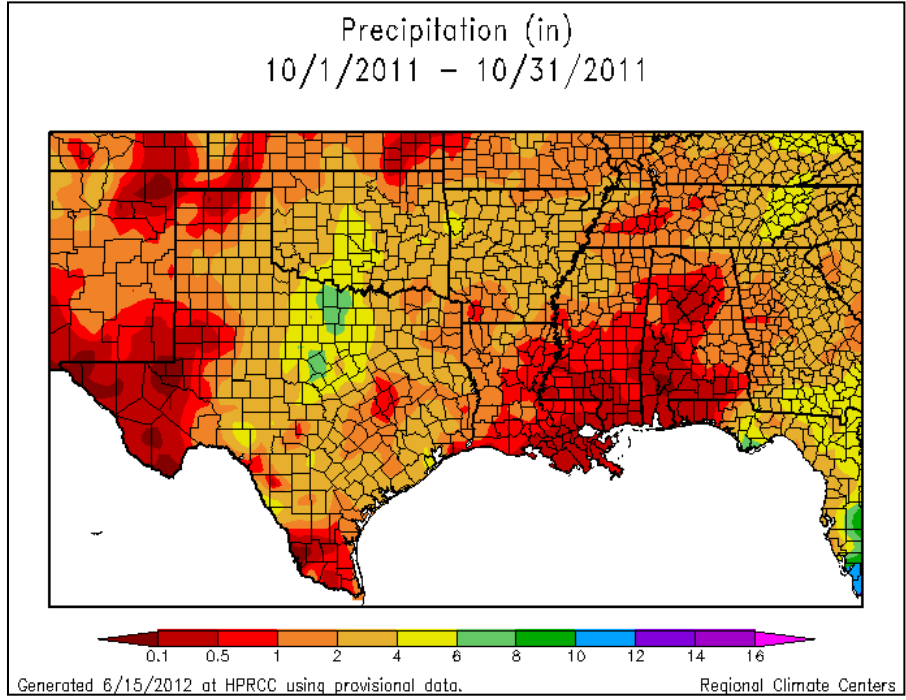 Precipitation (in)
10/1/2011 – 10/31/2011
0.1 0.5 1 2 4 6 8 10 12 14 16
Generated 6/15/2012 at HPRCC using provisional data. Regional Climate Centers